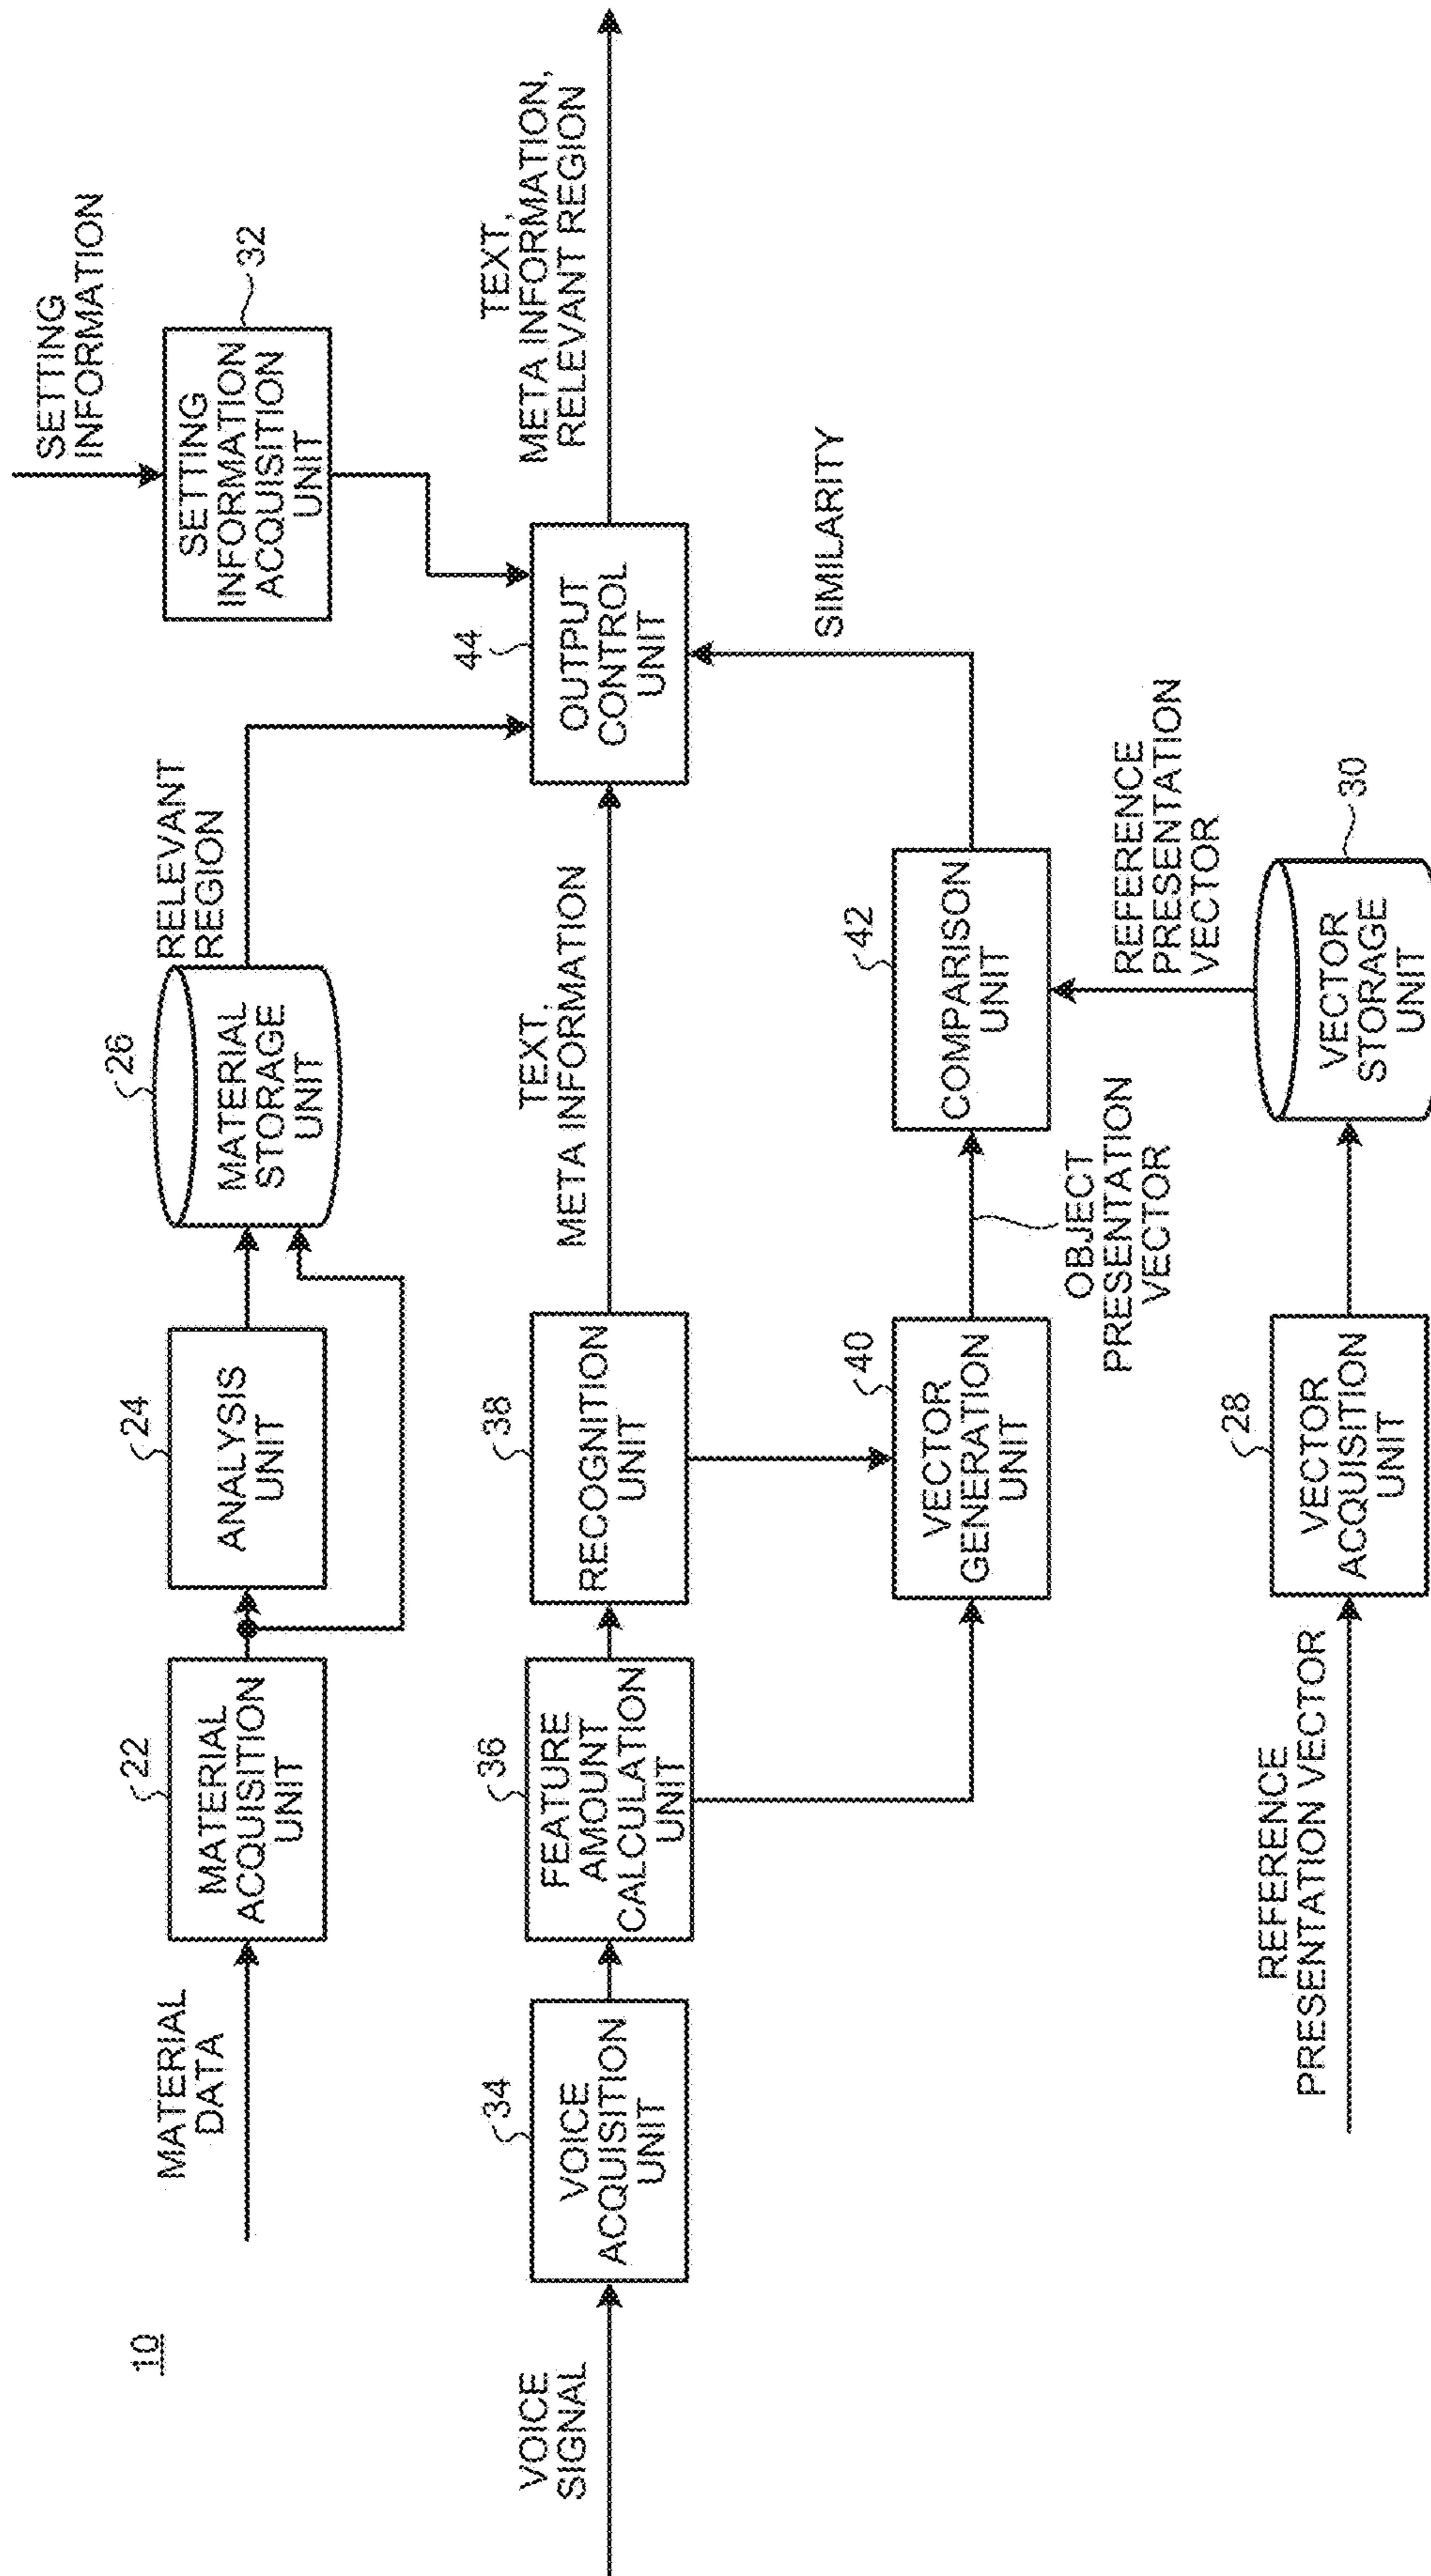 10
SETTING
INFORMATION
SETTING
INFORMATION
ACQUISITION
UNIT
32
MATERIAL
DATA
22
MATERIAL
ACQUISITION
UNIT
24
ANALYSIS
UNIT
26
MATERIAL
STORAGE
UNIT
RELEVANT
REGION
VOICE
SIGNAL
34
VOICE
ACQUISITION
UNIT
36
FEATURE
AMOUNT
CALCULATION
UNIT
38
RECOGNITION
UNIT
TEXT,
META INFORMATION
44
OUTPUT
CONTROL
UNIT
TEXT,
META INFORMATION,
RELEVANT REGION
SIMILARITY
40
VECTOR
GENERATION
UNIT
OBJECT
PRESENTATION
VECTOR
42
COMPARISON
UNIT
REFERENCE
PRESENTATION
VECTOR
REFERENCE
PRESENTATION VECTOR
28
VECTOR
ACQUISITION
UNIT
VECTOR
STORAGE
UNIT
30